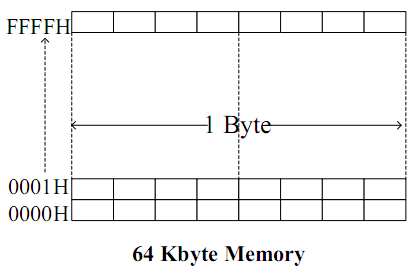 FFFFH
1 Byte
0001H
0000H
64 Kbyte Memory